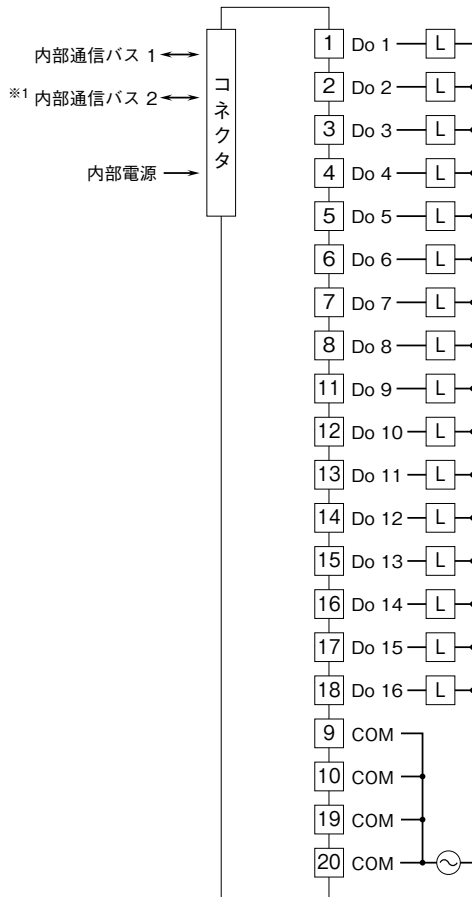 内部通信バス 1
※1 内部通信バス 2
内部電源
コネクタ
1 Do 1 L
2 Do 2 L
3 Do 3 L
4 Do 4 L
5 Do 5 L
6 Do 6 L
7 Do 7 L
8 Do 8 L
11 Do 9 L
12 Do 10 L
13 Do 11 L
14 Do 12 L
15 Do 13 L
16 Do 14 L
17 Do 15 L
18 Do 16 L
9 COM
10 COM
19 COM
20 COM